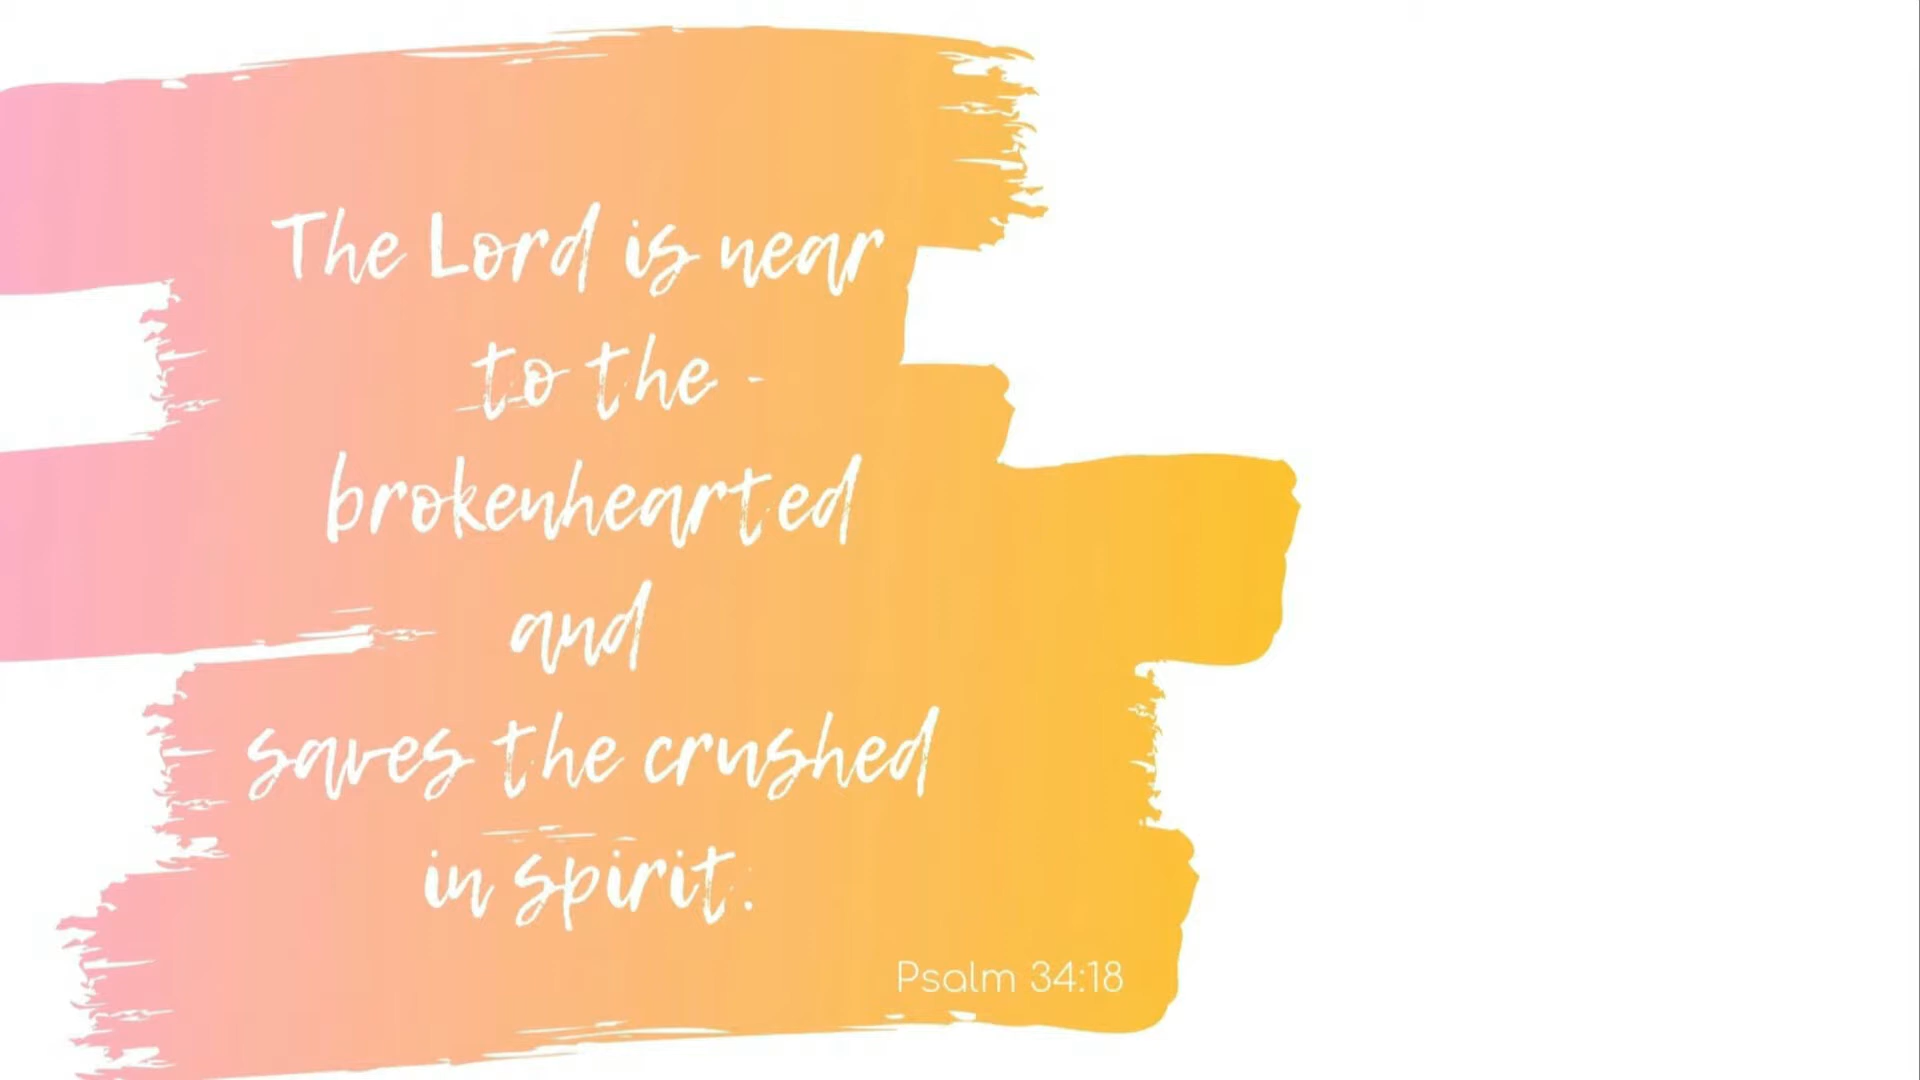 The Lord is near
to the -
brokenhearted
and
saves the crushed
in spirit.
Psalm 34:18